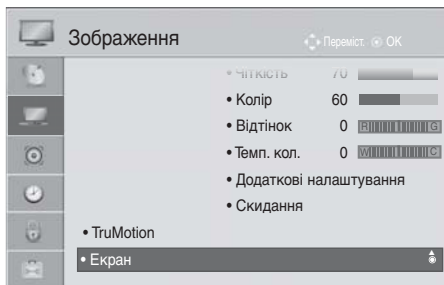 Зображення
Переміст. OK
• Чіткість 70
• Колір 60
• Відтінок 0 R G
• Темп. кол. 0 W C
• Додаткові налаштування
• Скидання
• TruMotion
• Екран